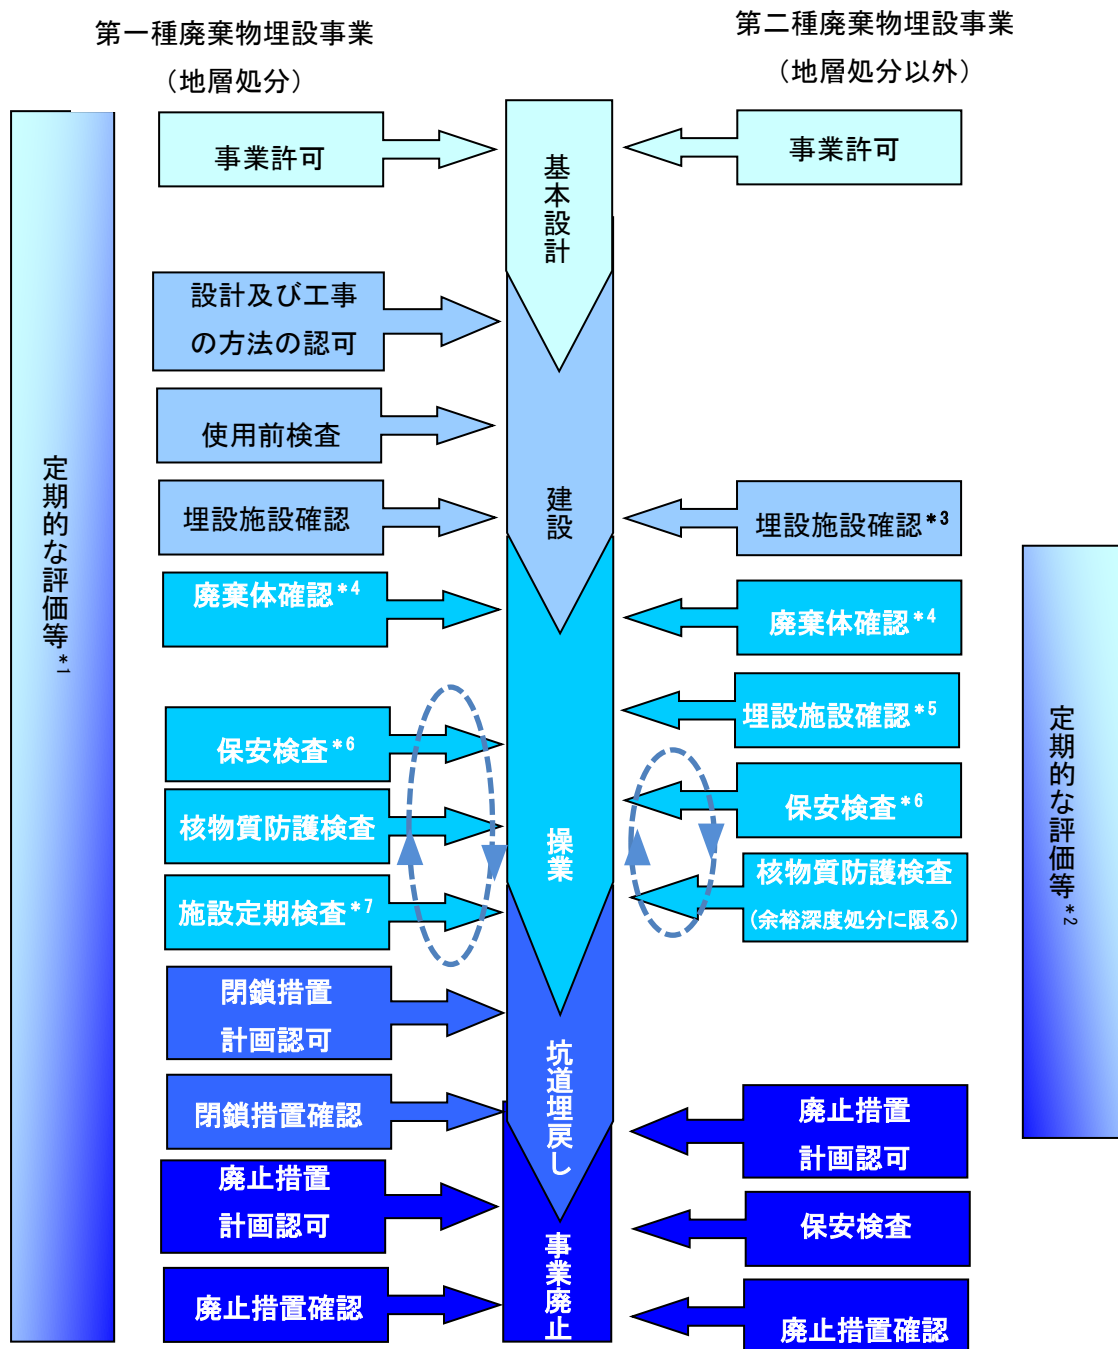 第一種廃棄物埋設事業
（地層処分）
第二種廃棄物埋設事業
（地層処分以外）
定期的な評価等*1
事業許可
設計及び工事
の方法の認可
使用前検査
埋設施設確認
廃棄体確認*4
保安検査*6
核物質防護検査
施設定期検査*7
閉鎖措置
計画認可
閉鎖措置確認
廃止措置
計画認可
廃止措置確認
基本設計
建設
操業
坑道埋戻し
事業廃止
事業許可
埋設施設確認*3
廃棄体確認*4
埋設施設確認*5
保安検査*6
核物質防護検査
(余裕深度処分に限る)
廃止措置
計画認可
保安検査
廃止措置確認
定期的な評価等*2